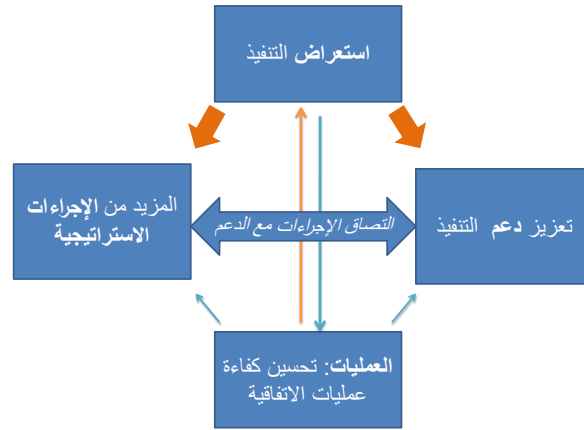 استعراض التنفيذ
المزيد من الإجراءات
الاستراتيجية
التصاق الإجراءات مع الدعم
تعزيز دعم التنفيذ
العمليات: تحسين كفاءة
عمليات الاتفاقية